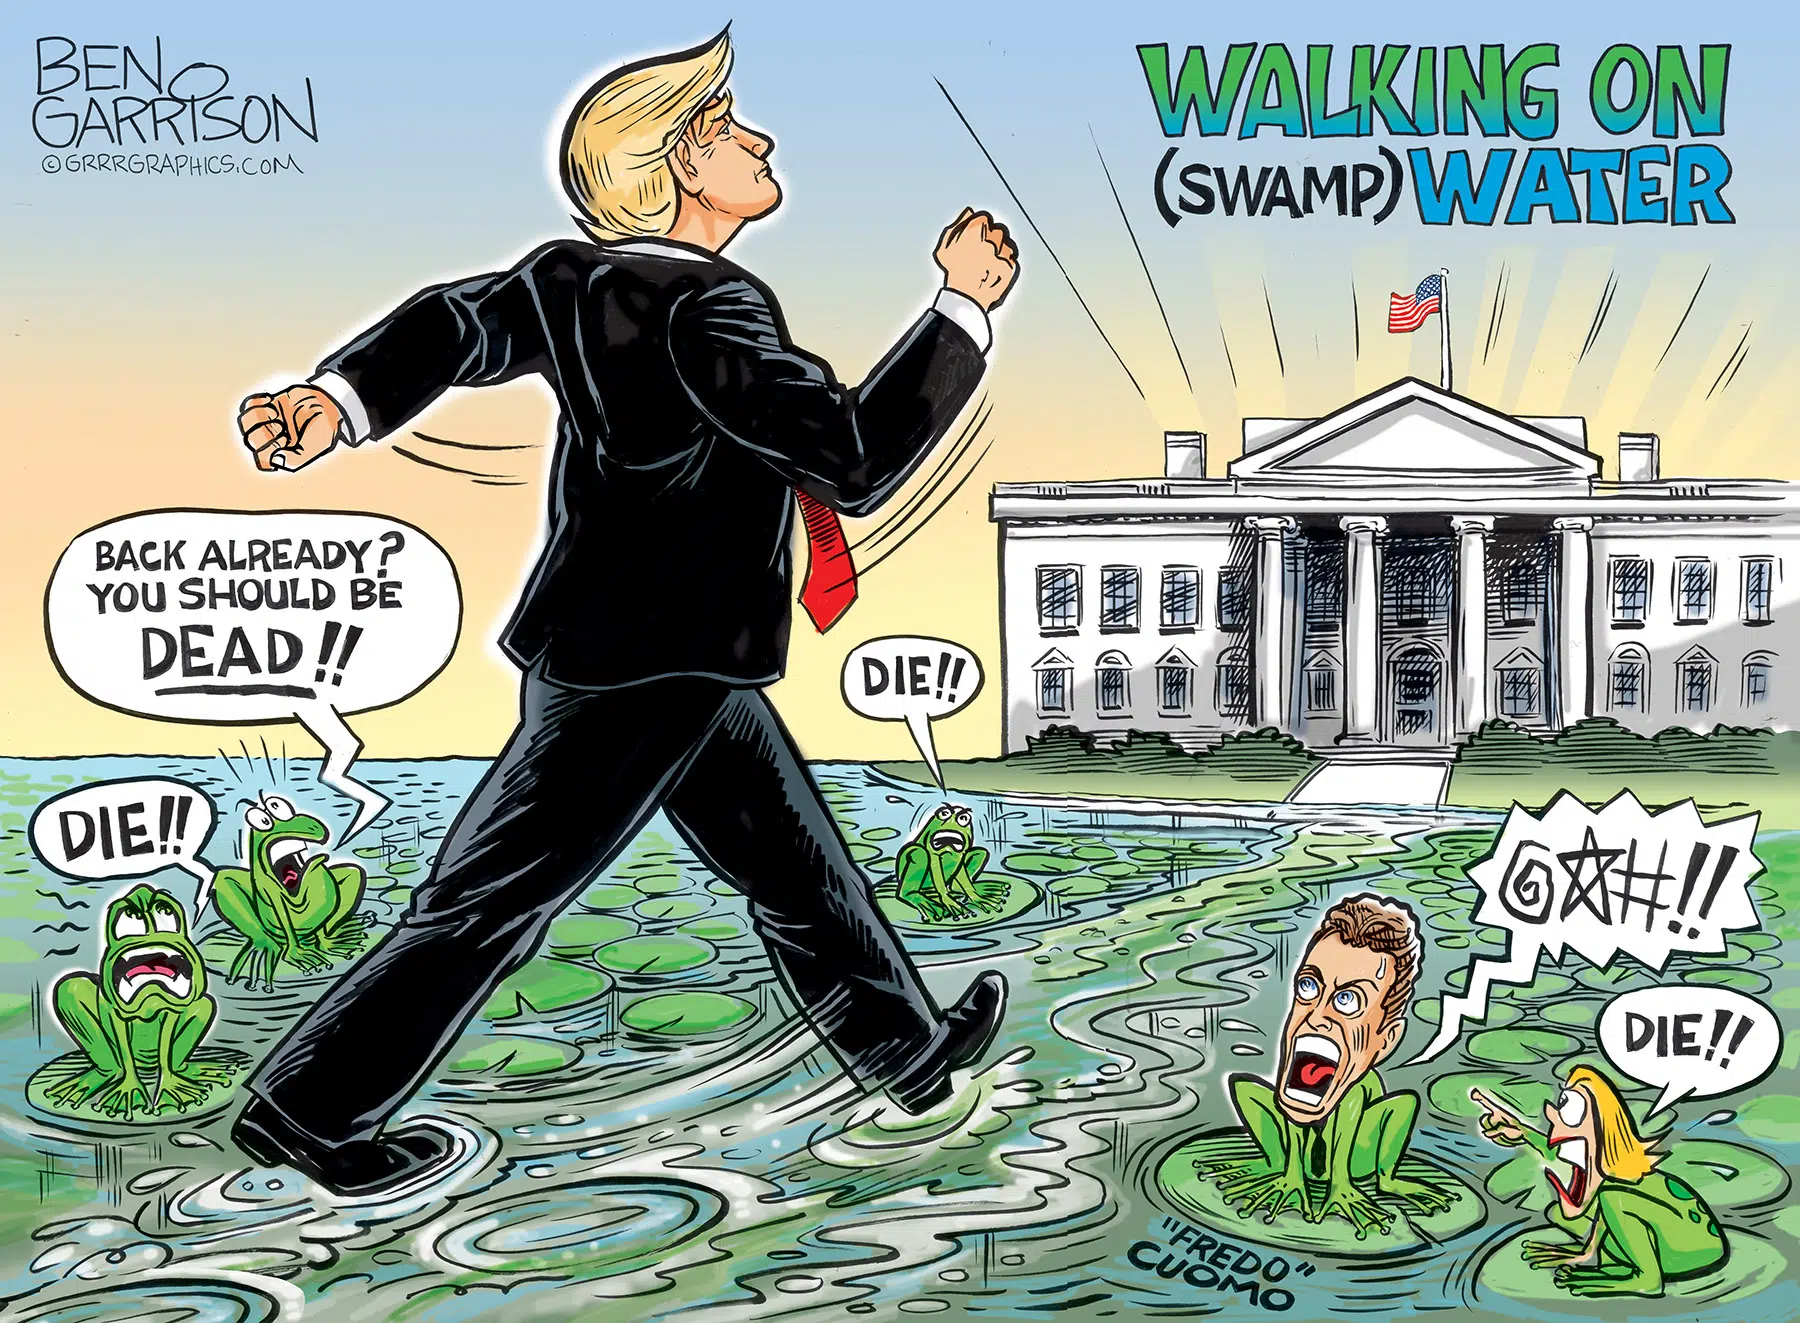 BEN
GARRISON
©GRRRGRAPHICS.COM
WALKING ON
(SWAMP) WATER
BACK ALREADY?
YOU SHOULD BE
DEAD!!
DIE!!
DIE!!
@☆#!!
DIE!!
"FREDO"
CUOMO